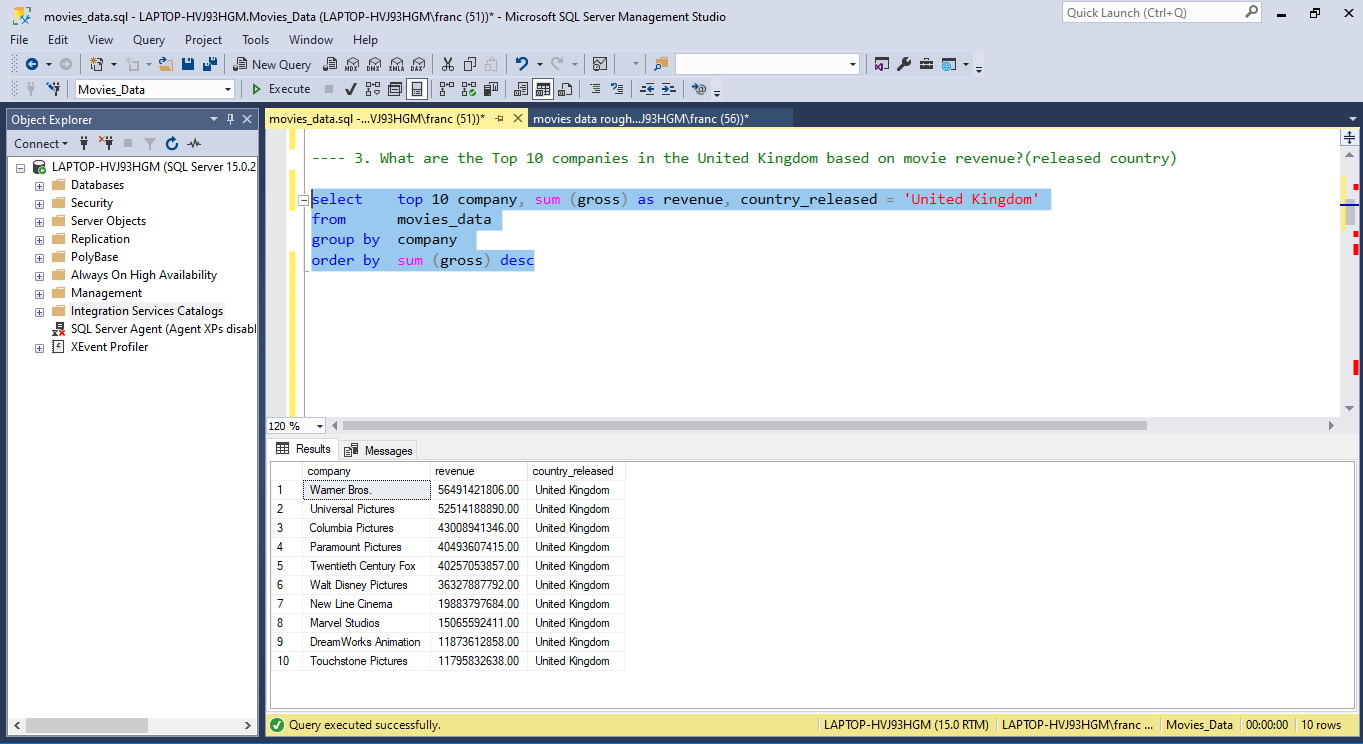 movies_data.sql - LAPTOP-HVJ93HGM.Movies_Data (LAPTOP-HVJ93HGM\franc (51))* - Microsoft SQL Server Management Studio
Quick Launch (Ctrl+Q)
File Edit View Query Project Tools Window Help
New Query MDX DMX XMLA DAX
Movies_Data Execute
Object Explorer
Connect
LAPTOP-HVJ93HGM (SQL Server 15.0.2
Databases
Security
Server Objects
Replication
PolyBase
Always On High Availability
Management
Integration Services Catalogs
SQL Server Agent (Agent XPs disabl
XEvent Profiler
movies_data.sql -...VJ93HGM\franc (51))* movies data rough...J93HGM\franc (56))*
---- 3. What are the Top 10 companies in the United Kingdom based on movie revenue?(released country)
select top 10 company, sum (gross) as revenue, country_released = 'United Kingdom'
from movies_data
group by company
order by sum (gross) desc
120 %
Results Messages
company revenue country_released
1 Warner Bros. 56491421806.00 United Kingdom
2 Universal Pictures 52514188890.00 United Kingdom
3 Columbia Pictures 43008941346.00 United Kingdom
4 Paramount Pictures 40493607415.00 United Kingdom
5 Twentieth Century Fox 40257053857.00 United Kingdom
6 Walt Disney Pictures 36327887792.00 United Kingdom
7 New Line Cinema 19883797684.00 United Kingdom
8 Marvel Studios 15065592411.00 United Kingdom
9 DreamWorks Animation 11873612858.00 United Kingdom
10 Touchstone Pictures 11795832638.00 United Kingdom
Query executed successfully. LAPTOP-HVJ93HGM (15.0 RTM) LAPTOP-HVJ93HGM\franc ... Movies_Data 00:00:00 10 rows